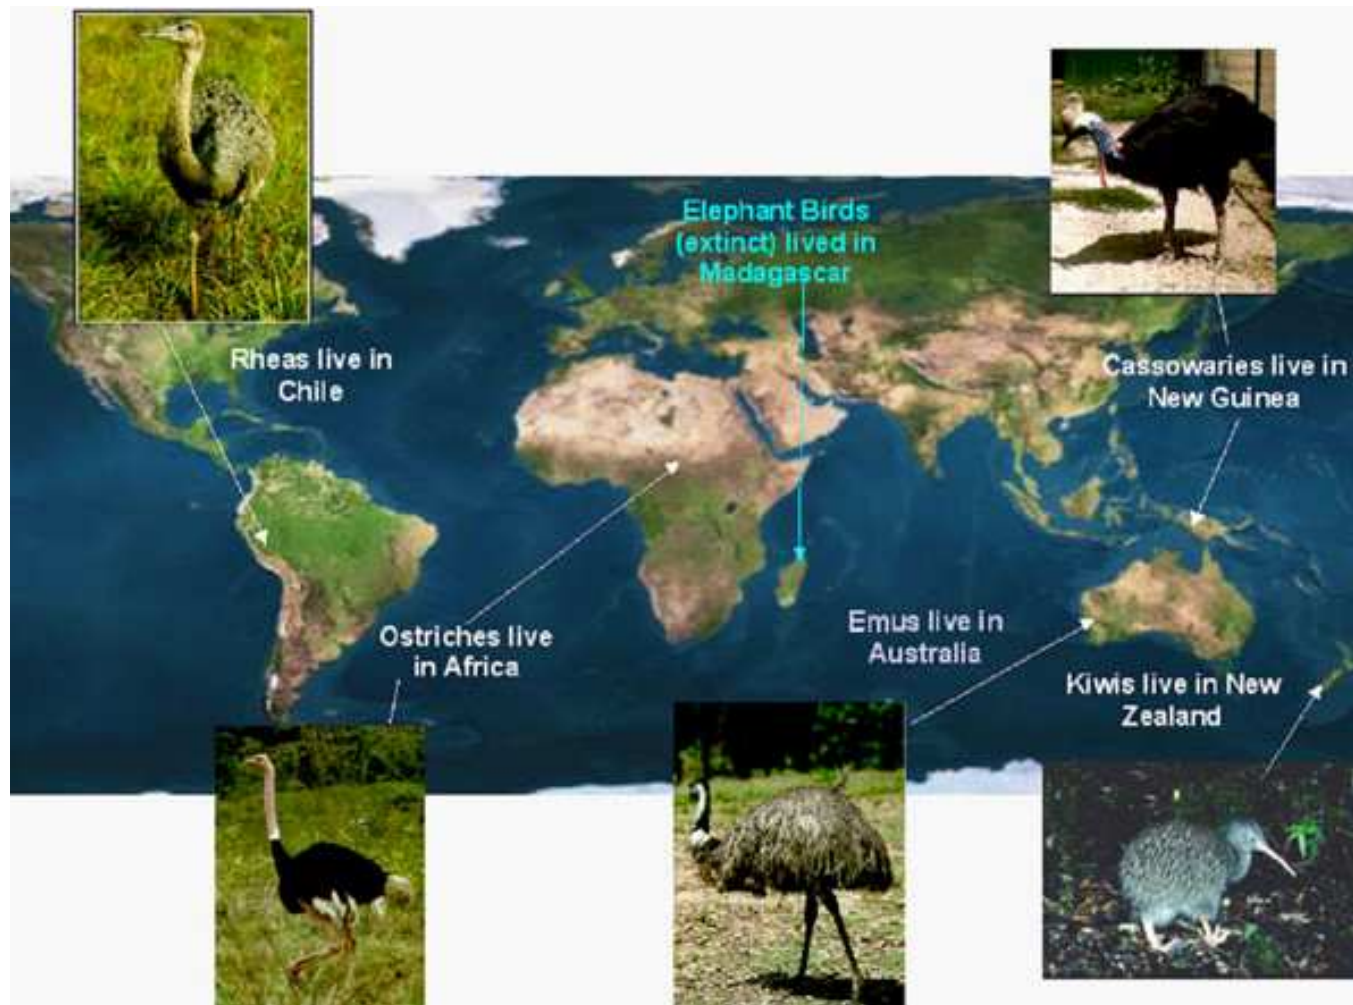 Elephant Birds
(extinct) lived in
Madagascar
Rheas live in
Chile
Cassowaries live in
New Guinea
Ostriches live
in Africa
Emus live in
Australia
Kiwis live in New
Zealand